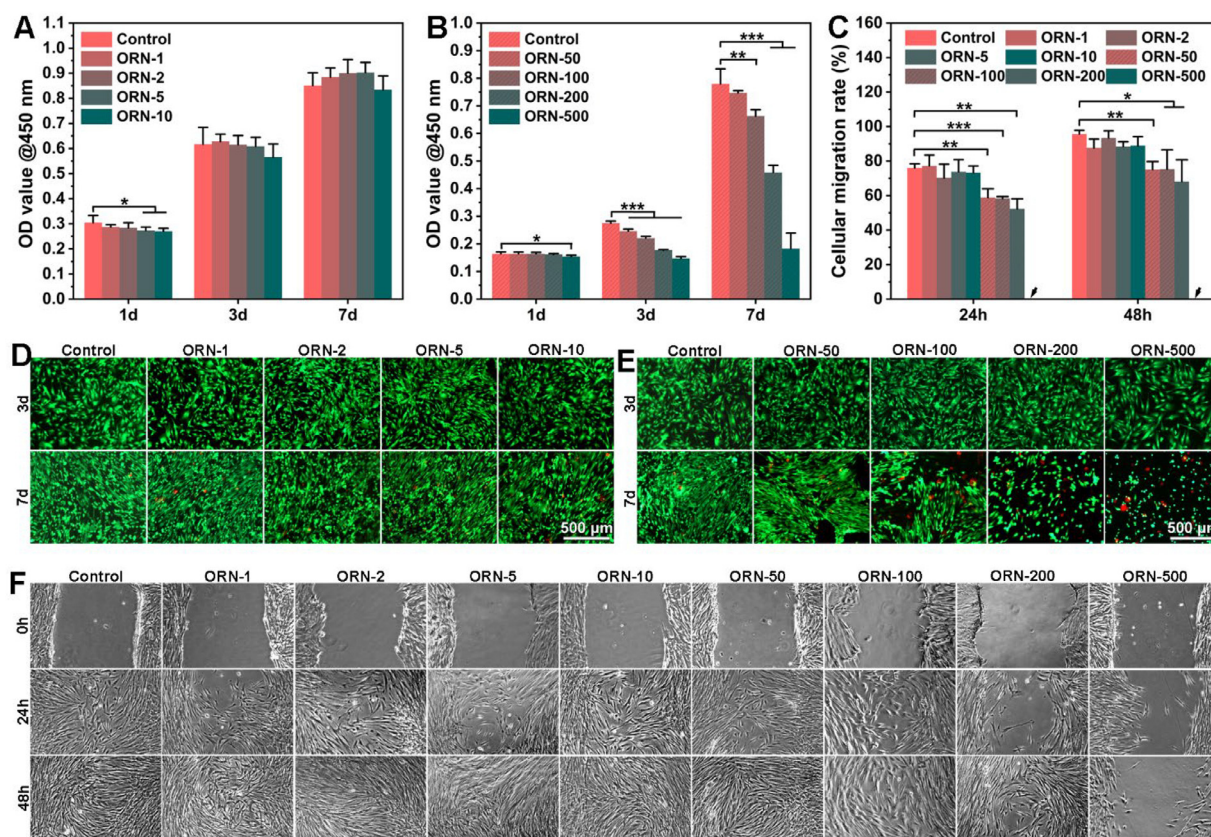 A
OD value @450 nm
1.1
1.0
0.9
0.8
0.7
0.6
0.5
0.4
0.3
0.2
0.1
0.0
Control
ORN-1
ORN-2
ORN-5
ORN-10
*
1d 3d 7d
B
OD value @450 nm
1.0
0.9
0.8
0.7
0.6
0.5
0.4
0.3
0.2
0.1
0.0
Control
ORN-50
ORN-100
ORN-200
ORN-500
***
**
***
*
1d 3d 7d
C
Cellular migration rate (%)
160
140
120
100
80
60
40
20
0
Control ORN-1 ORN-2
ORN-5 ORN-10 ORN-50
ORN-100 ORN-200 ORN-500
**
***
**
*
**
24h 48h
D
Control ORN-1 ORN-2 ORN-5 ORN-10
3d
7d
500 μm
E
Control ORN-50 ORN-100 ORN-200 ORN-500
3d
7d
500 μm
F
Control ORN-1 ORN-2 ORN-5 ORN-10 ORN-50 ORN-100 ORN-200 ORN-500
0h
24h
48h